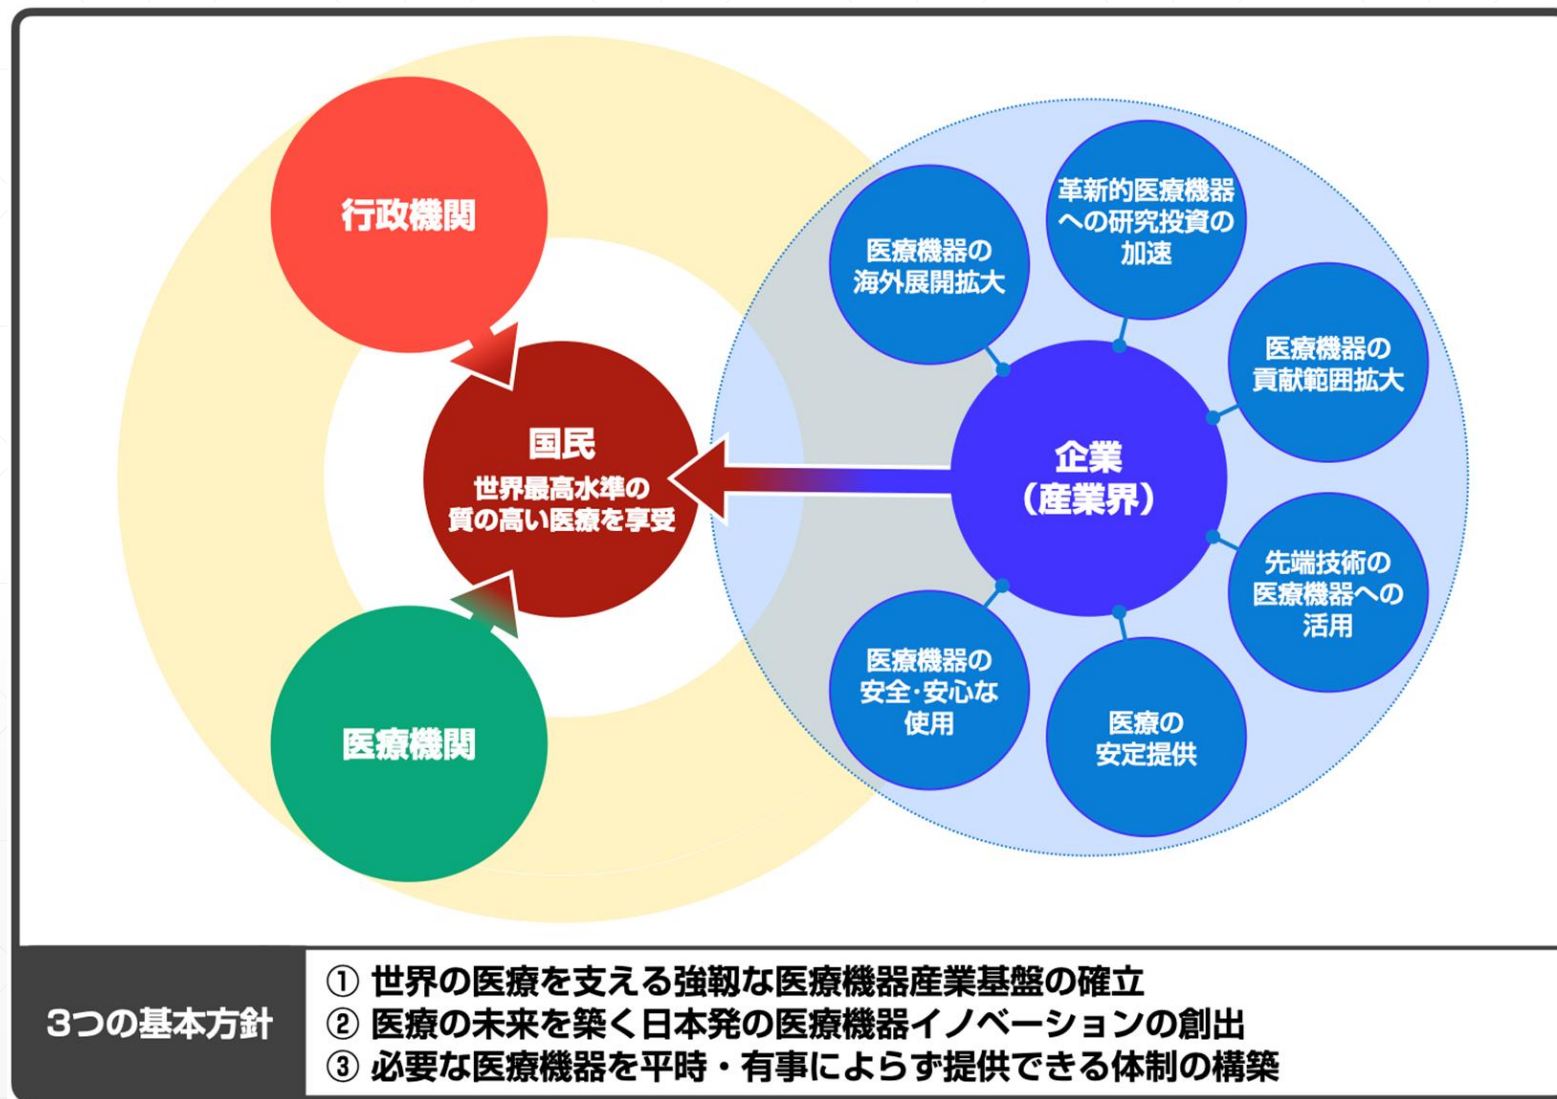 行政機関
医療機器の
海外展開拡大
革新的医療機器
への研究投資の
加速
医療機器の
貢献範囲拡大
国民
世界最高水準の
質の高い医療を享受
企業
（産業界）
先端技術の
医療機器への
活用
医療機関
医療機器の
安全・安心な
使用
医療の
安定提供
3つの基本方針
① 世界の医療を支える強靱な医療機器産業基盤の確立
② 医療の未来を築く日本発の医療機器イノベーションの創出
③ 必要な医療機器を平時・有事によらず提供できる体制の構築